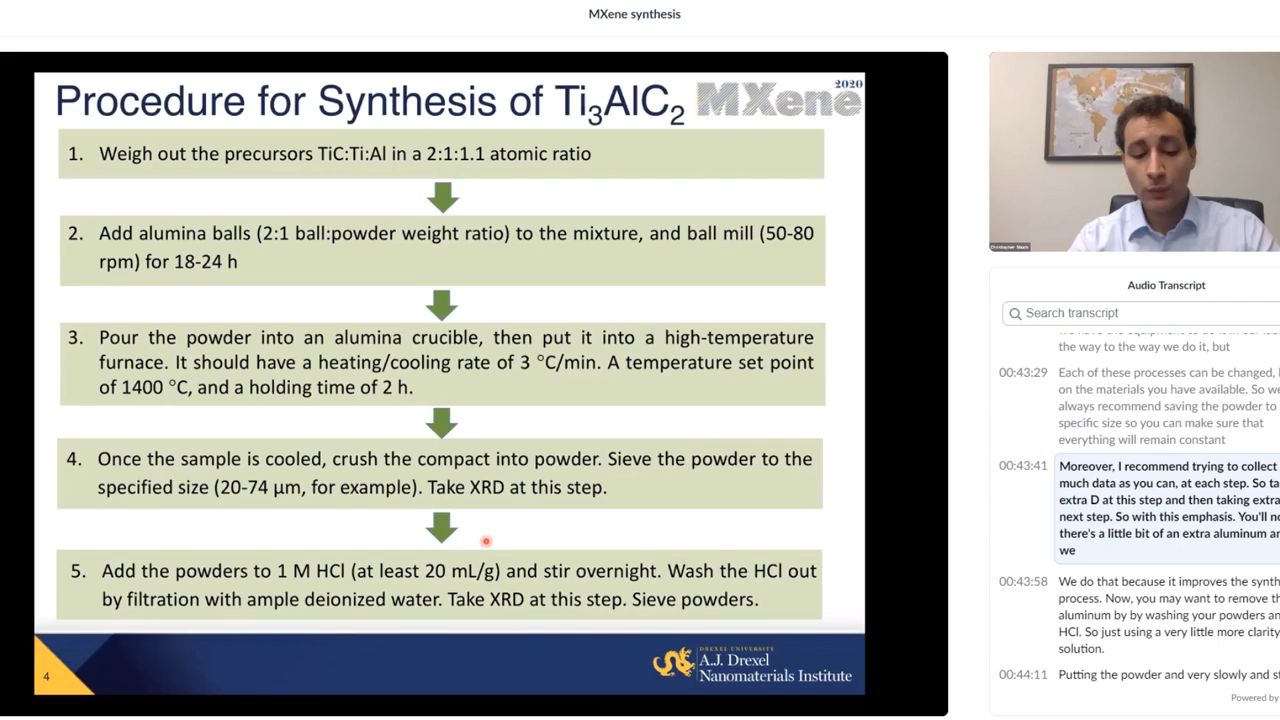 MXene synthesis
Procedure for Synthesis of Ti3AlC2
MXene
2020
1. Weigh out the precursors TiC:Ti:Al in a 2:1:1.1 atomic ratio
2. Add alumina balls (2:1 ball:powder weight ratio) to the mixture, and ball mill (50-80
rpm) for 18-24 h
3. Pour the powder into an alumina crucible, then put it into a high-temperature
furnace. It should have a heating/cooling rate of 3 °C/min. A temperature set point
of 1400 °C, and a holding time of 2 h.
4. Once the sample is cooled, crush the compact into powder. Sieve the powder to the
specified size (20-74 µm, for example). Take XRD at this step.
5. Add the powders to 1 M HCl (at least 20 mL/g) and stir overnight. Wash the HCl out
by filtration with ample deionized water. Take XRD at this step. Sieve powders.
4
DREXEL UNIVERSITY
A.J. Drexel
Nanomaterials Institute
Audio Transcript
Search transcript
the way to the way we do it, but
00:43:29
Each of these processes can be changed,
on the materials you have available. So we
always recommend saving the powder to
specific size so you can make sure that
everything will remain constant
00:43:41
Moreover, I recommend trying to collect
much data as you can, at each step. So ta
extra D at this step and then taking extra
next step. So with this emphasis. You'll no
there's a little bit of an extra aluminum an
we
00:43:58
We do that because it improves the synth
process. Now, you may want to remove th
aluminum by by washing your powders an
HCl. So just using a very little more clarity
solution.
00:44:11
Putting the powder and very slowly and st
Powered by